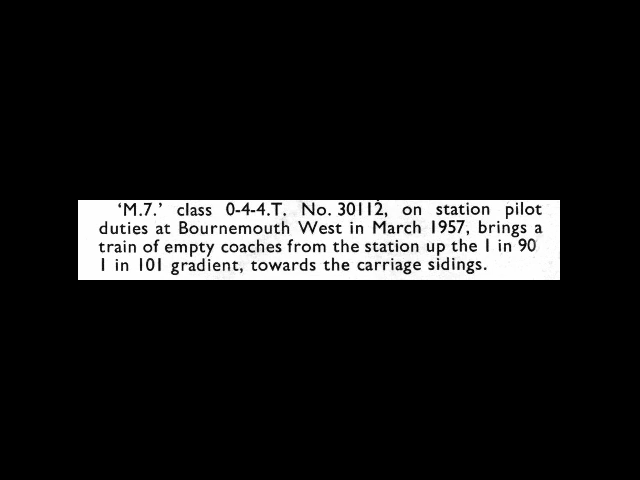 'M.7.' class 0-4-4.T. No. 30112, on station pilot
duties at Bournemouth West in March 1957, brings a
train of empty coaches from the station up the 1 in 90
1 in 101 gradient, towards the carriage sidings.